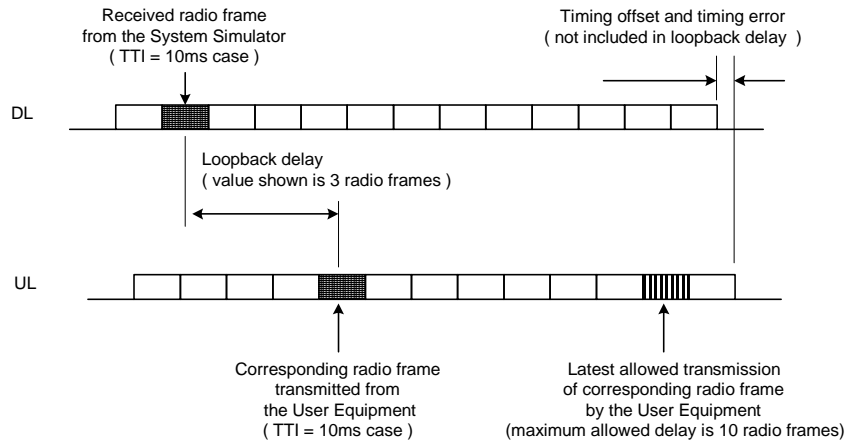 Received radio frame
from the System Simulator
( TTI = 10ms case )
Timing offset and timing error
( not included in loopback delay )
DL
Loopback delay
( value shown is 3 radio frames )
UL
Corresponding radio frame
transmitted from
the User Equipment
( TTI = 10ms case )
Latest allowed transmission
of corresponding radio frame
by the User Equipment
(maximum allowed delay is 10 radio frames)